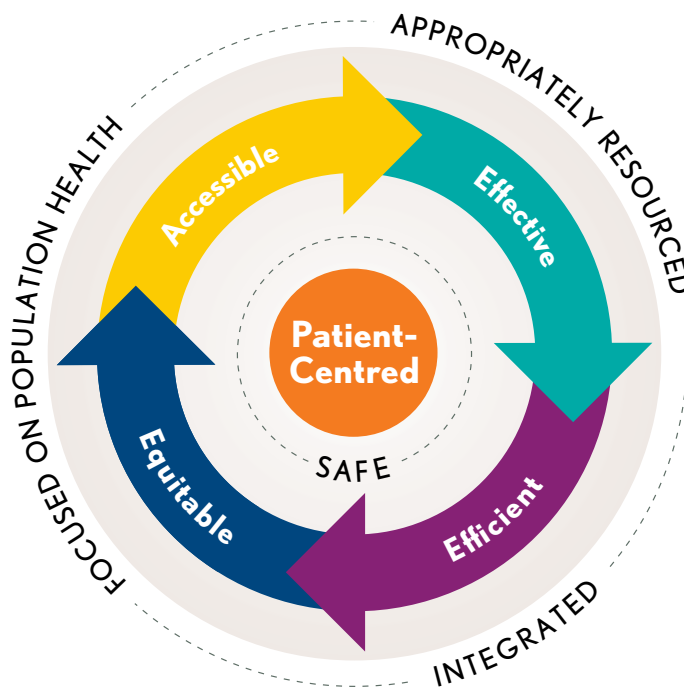 APPROPRIATELY RESOURCED
FOCUSED ON POPULATION HEALTH
Accessible
Effective
Patient-
Centred
SAFE
Equitable
Efficient
INTEGRATED